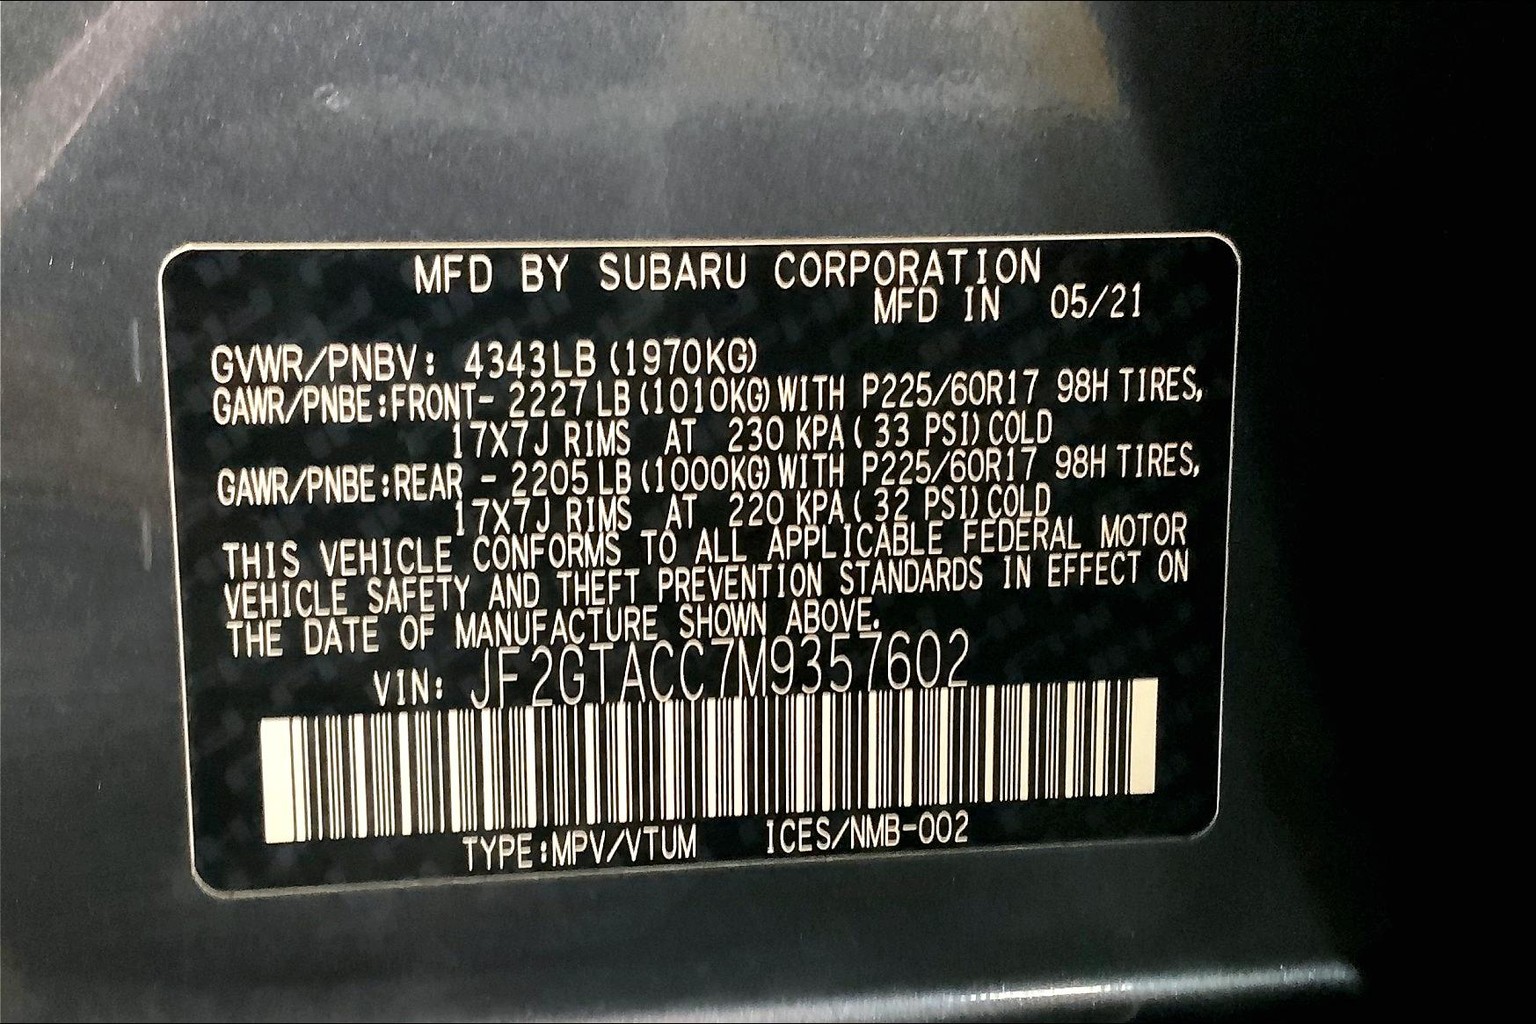 MFD BY SUBARU CORPORATION
MFD IN 05/21
GVWR/PNBV: 4343LB (1970KG)
GAWR/PNBE:FRONT- 2227 LB (1010KG) WITH P225/60R17 98H TIRES,
17X7J RIMS AT 230 KPA ( 33 PSI) COLD
GAWR/PNBE:REAR - 2205 LB (1000KG) WITH P225/60R17 98H TIRES,
17X7J RIMS AT 220 KPA ( 32 PSI) COLD
THIS VEHICLE CONFORMS TO ALL APPLICABLE FEDERAL MOTOR
VEHICLE SAFETY AND THEFT PREVENTION STANDARDS IN EFFECT ON
THE DATE OF MANUFACTURE SHOWN ABOVE.
VIN: JF2GTACC7M9357602
TYPE:MPV/VTUM ICES/NMB-002